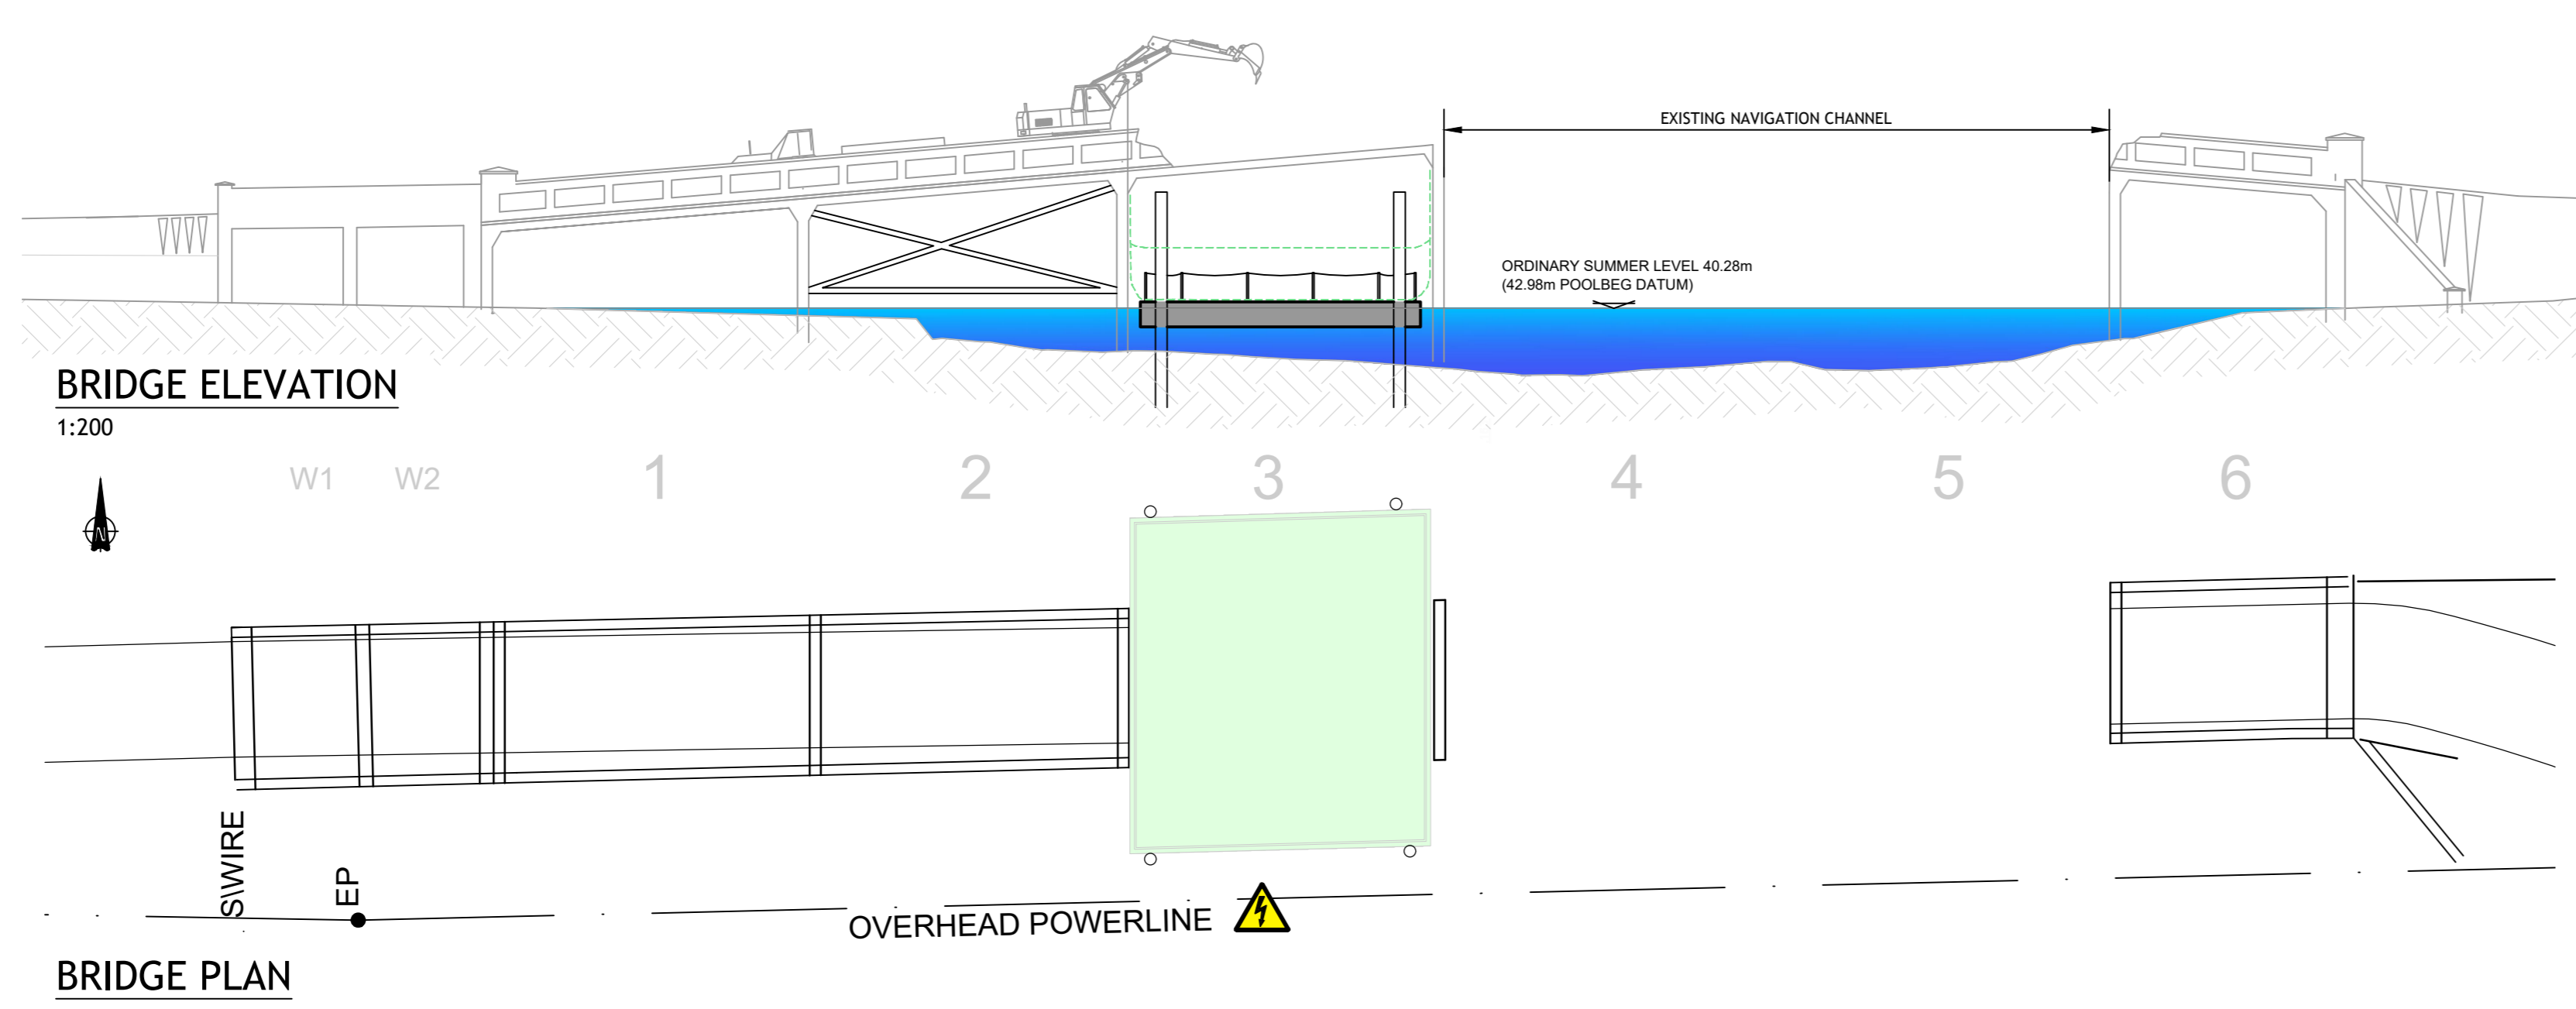 EXISTING NAVIGATION CHANNEL
ORDINARY SUMMER LEVEL 40.28m
(42.98m POOLBEG DATUM)
BRIDGE ELEVATION
1:200
W1 W2 1 2 3 4 5 6
N
S\WIRE
EP
OVERHEAD POWERLINE
BRIDGE PLAN